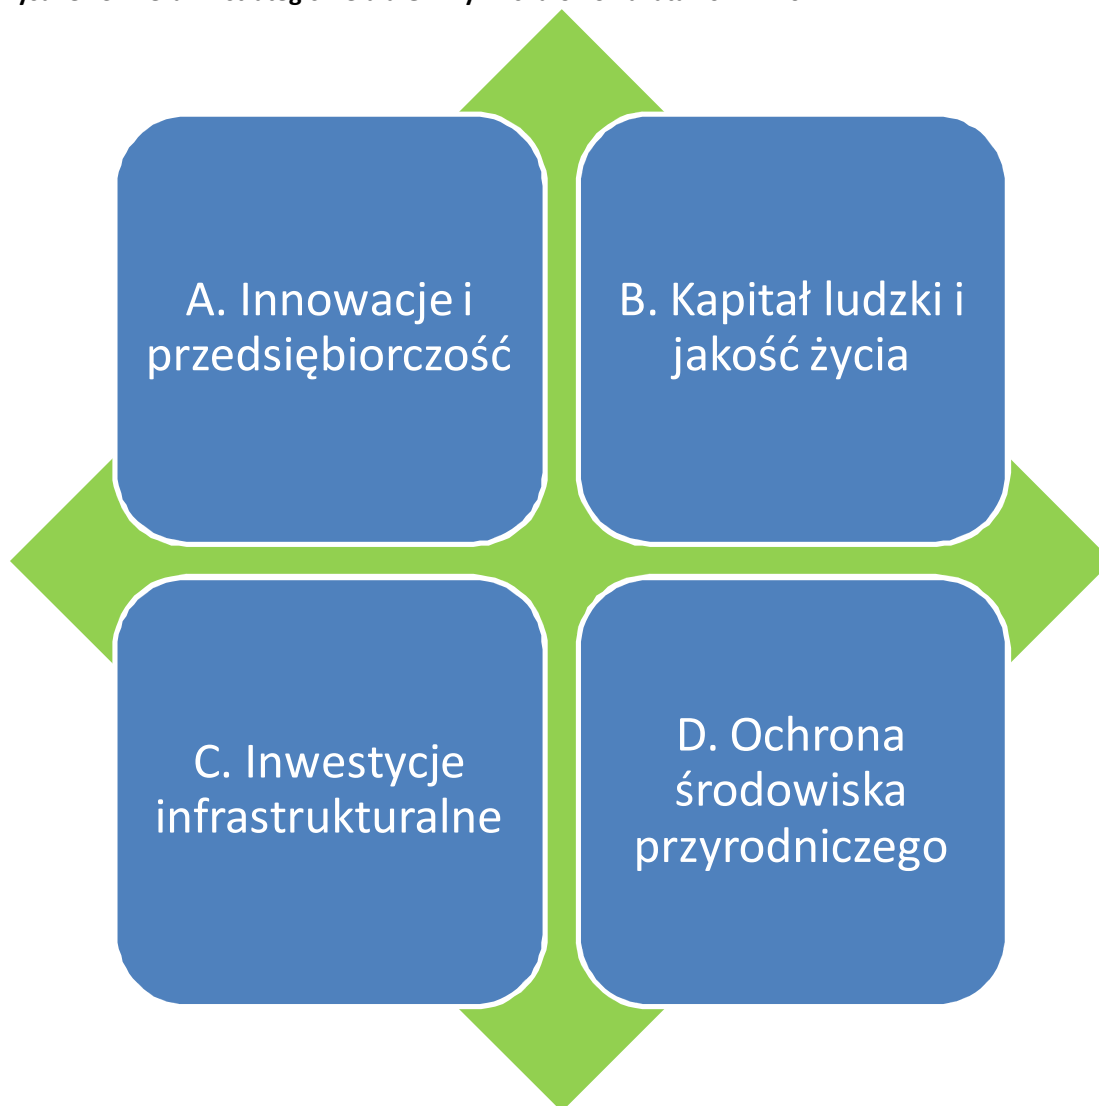 A. Innowacje i
przedsiębiorczość
B. Kapitał ludzki i
jakość życia
C. Inwestycje
infrastrukturalne
D. Ochrona
środowiska
przyrodniczego